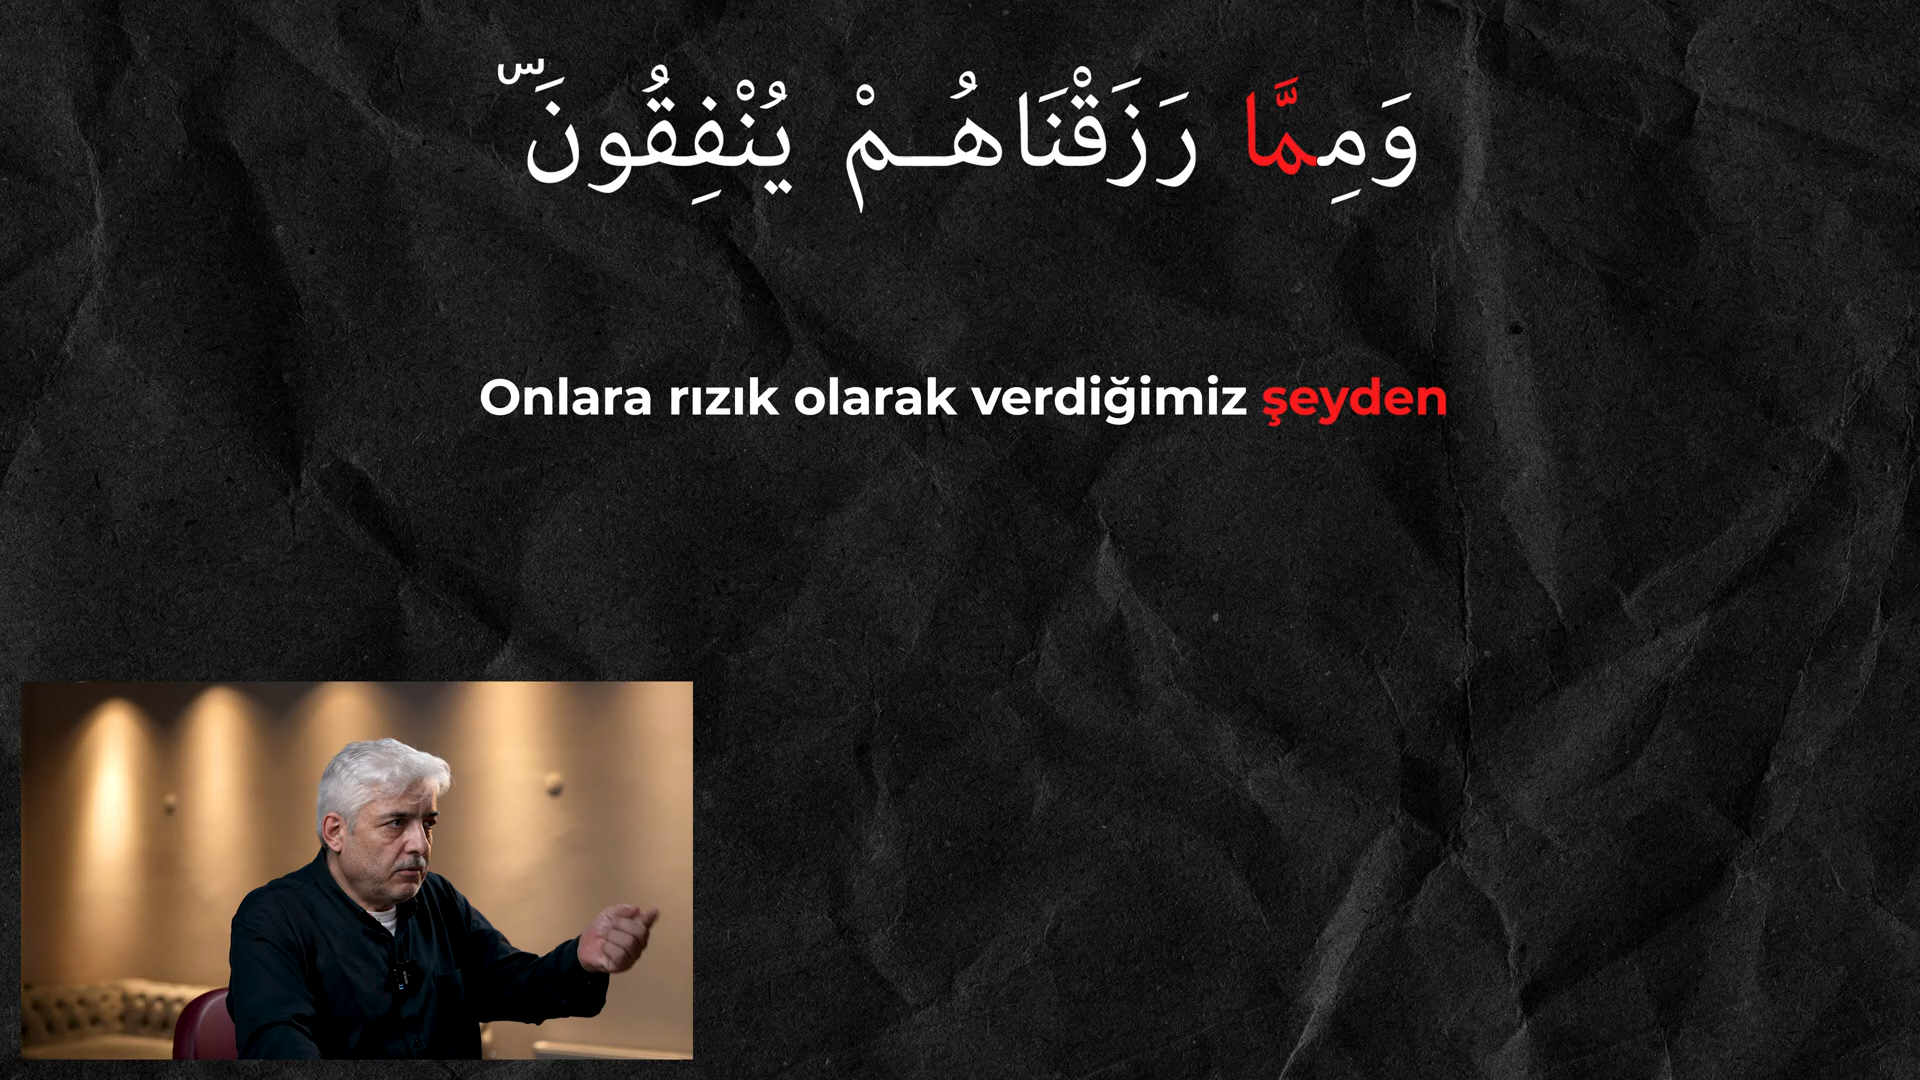 وَمِمَّا رَزَقْنَاهُـمْ يُنْفِقُونَ ۜ
Onlara rızık olarak verdiğimiz şeyden